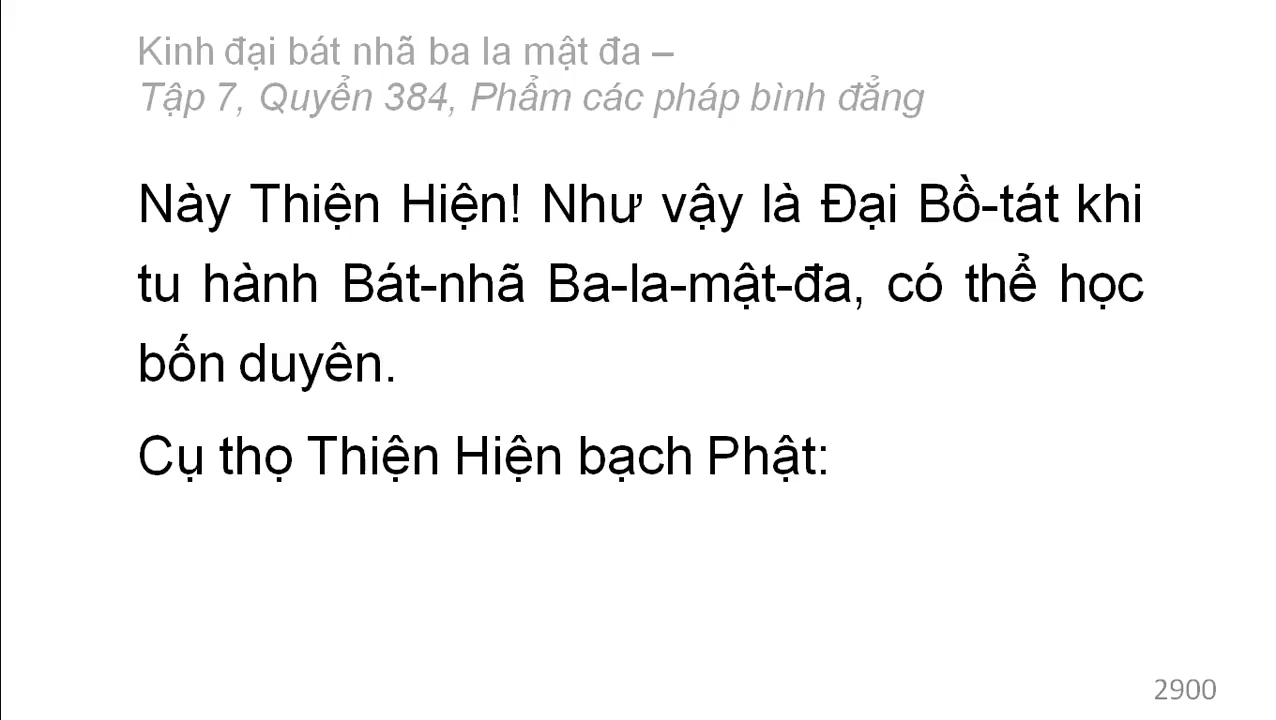 Kinh đại bát nhã ba la mật đa –
Tập 7, Quyển 384, Phẩm các pháp bình đẳng
Này Thiện Hiện! Như vậy là Đại Bồ-tát khi
tu hành Bát-nhã Ba-la-mật-đa, có thể học
bốn duyên.
Cụ thọ Thiện Hiện bạch Phật:
2900